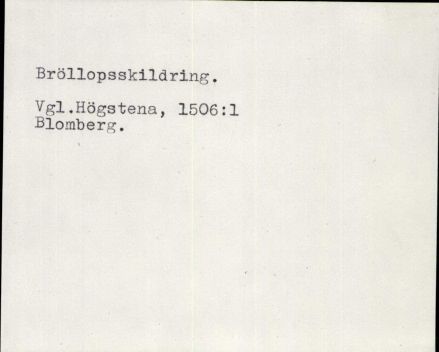 Bröllopsskildring.
Vgl.Högstena, 1506:1
Blomberg.